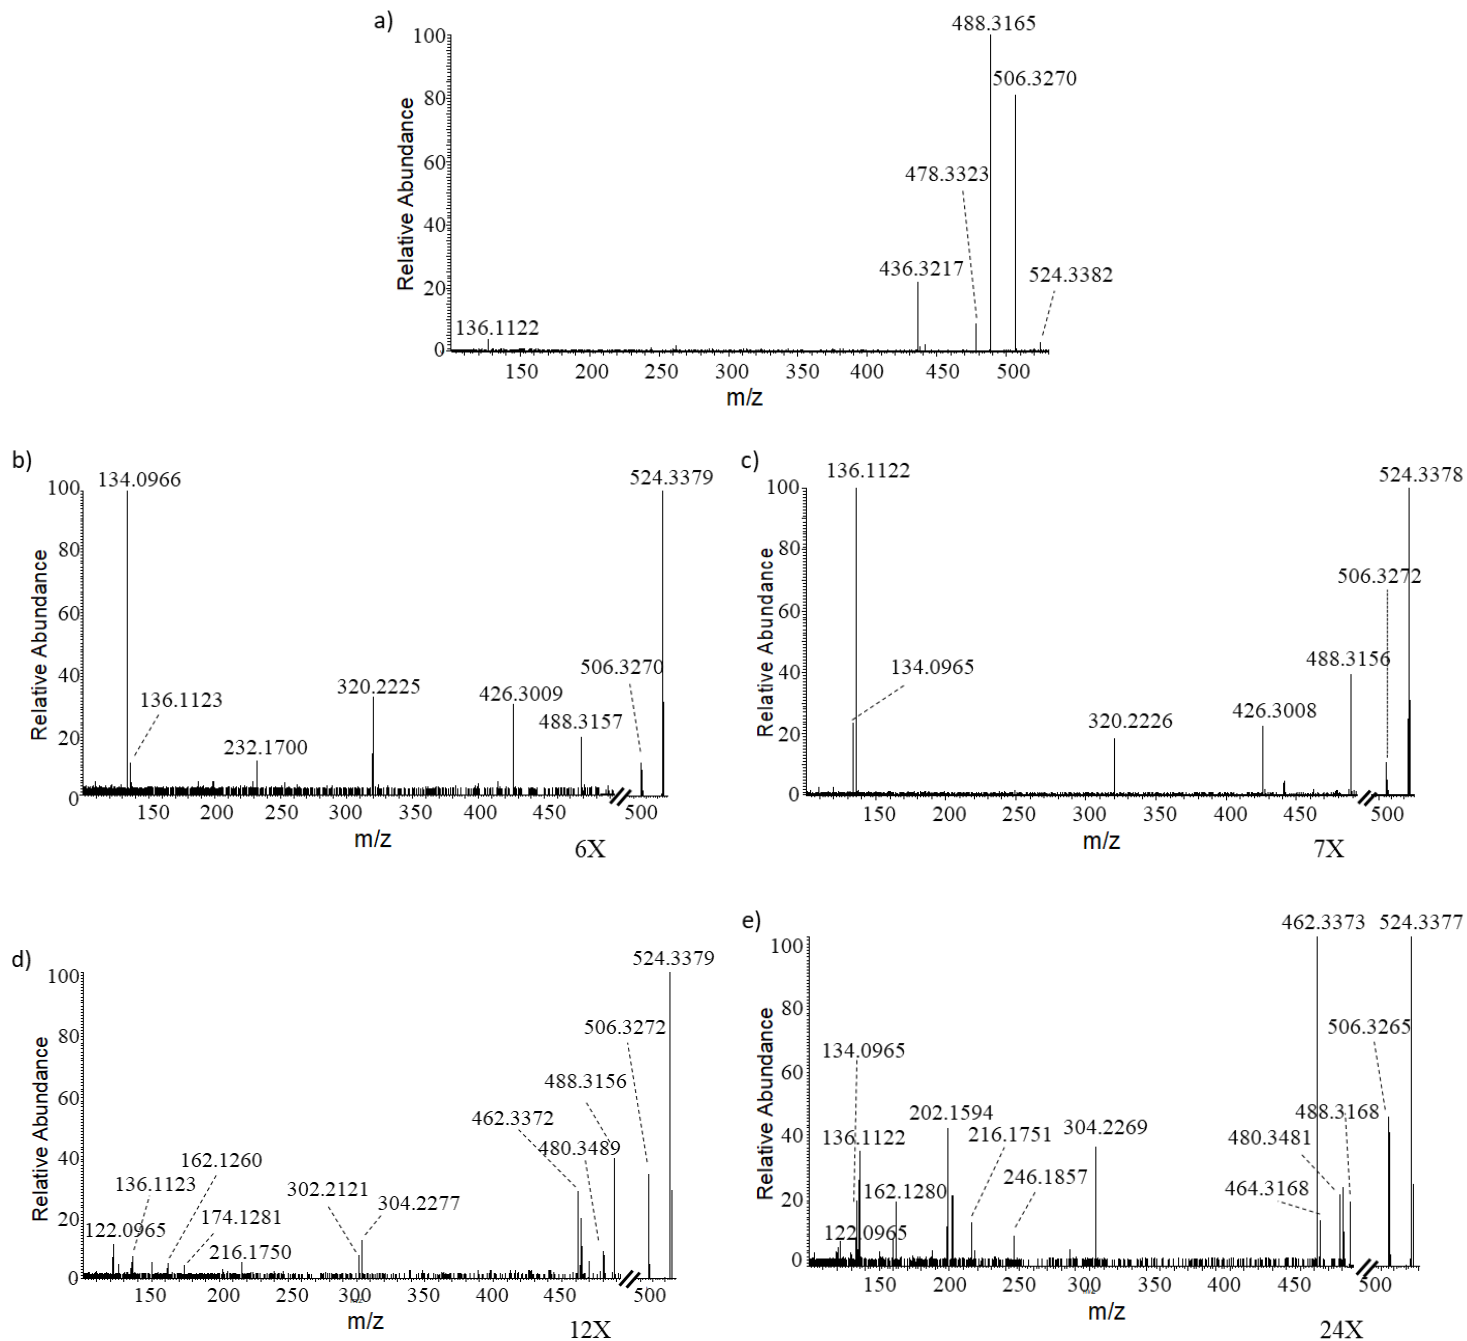 a)
488.3165
100
506.3270
80
478.3323
60
40
436.3217
524.3382
20
136.1122
0
Relative Abundance
150 200 250 300 350 400 450 500
m/z
b)
134.0966
524.3379
100
80
60
506.3270
136.1123
320.2225
426.3009
40
488.3157
232.1700
20
0
Relative Abundance
150 200 250 300 350 400 450 500
m/z
6X
c)
136.1122
524.3378
100
80
506.3272
60
134.0965
488.3156
40
320.2226
426.3008
20
0
Relative Abundance
150 200 250 300 350 400 450 500
m/z
7X
d)
524.3379
100
506.3272
80
488.3156
60
462.3372
480.3489
40
162.1260
136.1123
302.2121
304.2277
174.1281
20
122.0965
216.1750
0
Relative Abundance
150 200 250 300 350 400 450 500
m/z
m/z
12X
e)
462.3373
524.3377
100
506.3265
80
134.0965
60
202.1594
488.3168
136.1122
216.1751
304.2269
480.3481
40
246.1857
162.1280
464.3168
20
122.0965
0
Relative Abundance
150 200 250 300 350 400 450 500
m/z
m/z
24X